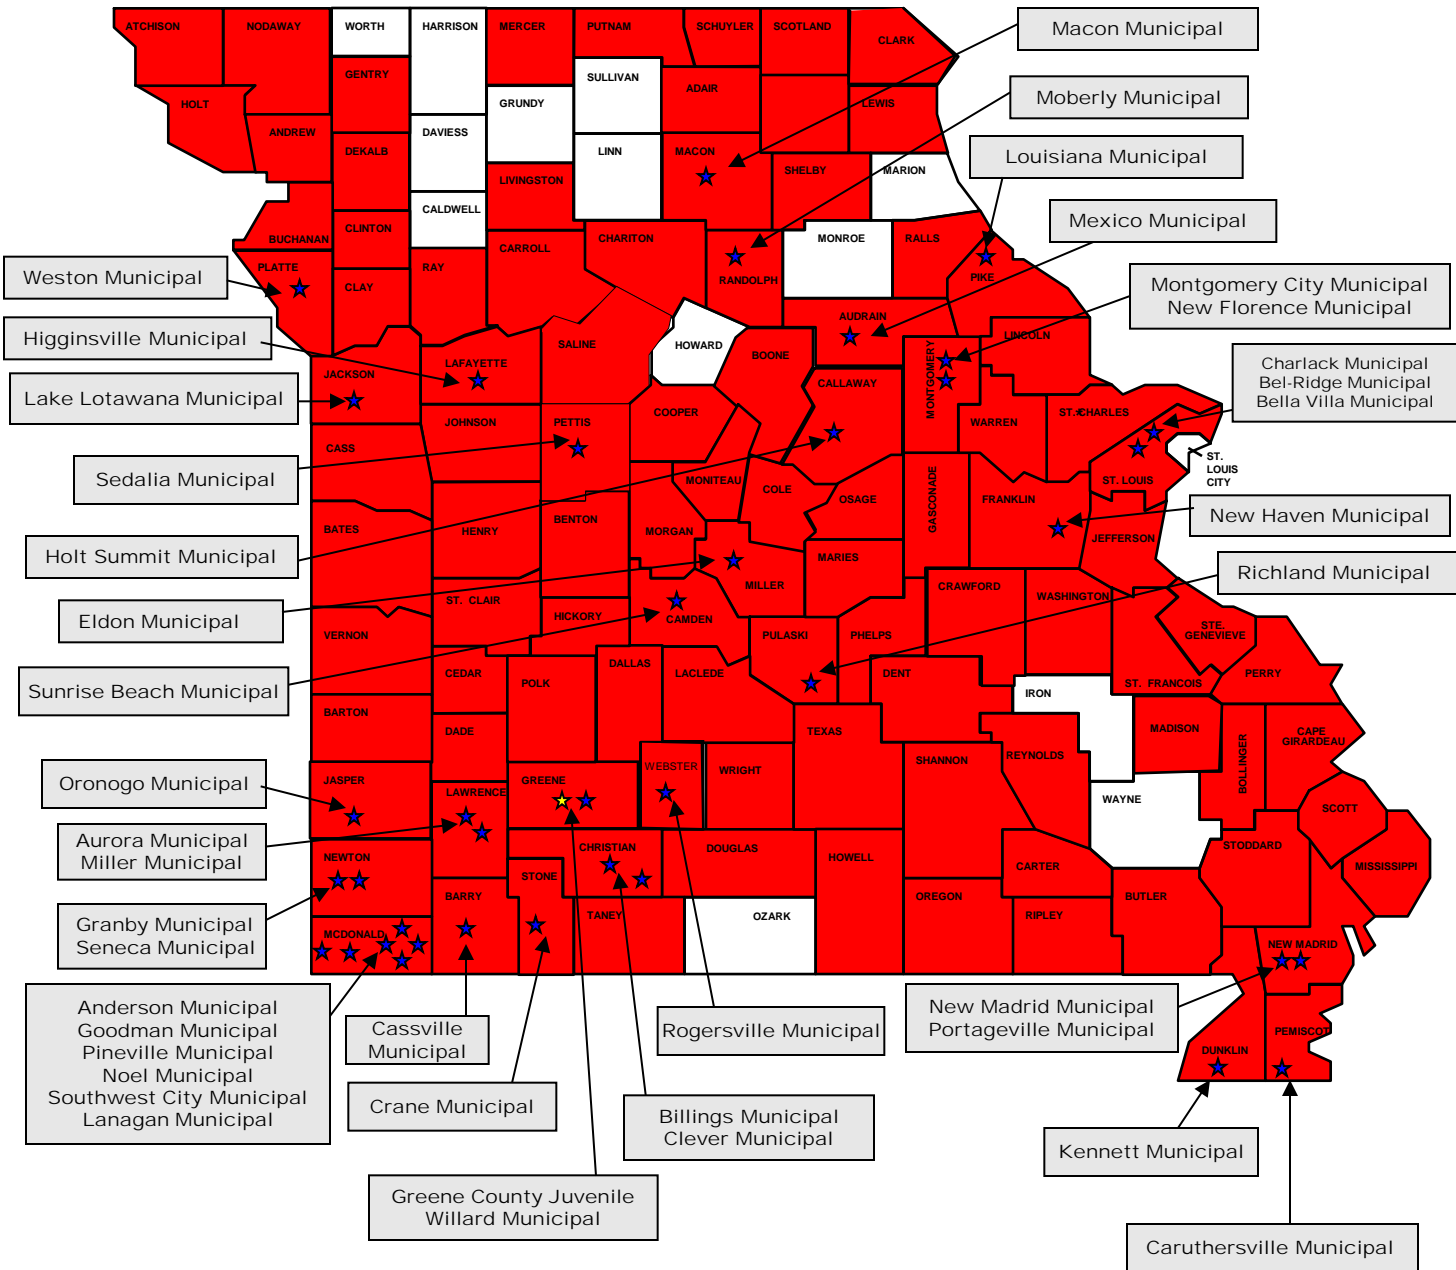 ATCHISON
NODAWAY
WORTH
HARRISON
MERCER
PUTNAM
SCHUYLER
SCOTLAND
CLARK
Macon Municipal
GENTRY
SULLIVAN
ADAIR
HOLT
GRUNDY
LEWIS
Moberly Municipal
ANDREW
DAVIESS
DEKALB
LINN
MACON
SHELBY
MARION
Louisiana Municipal
LIVINGSTON
CALDWELL
Mexico Municipal
BUCHANAN
CLINTON
CARROLL
CHARITON
MONROE
RALLS
Weston Municipal
PLATTE
CLAY
RAY
RANDOLPH
PIKE
Montgomery City Municipal
New Florence Municipal
Higginsville Municipal
AUDRAIN
LINCOLN
SALINE
HOWARD
BOONE
MONTGOMERY
LAFAYETTE
JACKSON
CALLAWAY
Charlack Municipal
Bel-Ridge Municipal
Bella Villa Municipal
Lake Lotawana Municipal
JOHNSON
PETTIS
COOPER
WARREN
ST. CHARLES
CASS
ST.
LOUIS
CITY
Sedalia Municipal
MONITEAU
COLE
OSAGE
GASCONADE
FRANKLIN
ST. LOUIS
New Haven Municipal
BATES
HENRY
BENTON
MORGAN
JEFFERSON
Holt Summit Municipal
MARIES
MILLER
Richland Municipal
ST. CLAIR
CRAWFORD
WASHINGTON
Eldon Municipal
HICKORY
CAMDEN
VERNON
PULASKI
PHELPS
STE.
GENEVIEVE
Sunrise Beach Municipal
CEDAR
POLK
DALLAS
LACLEDE
DENT
IRON
ST. FRANCOIS
PERRY
BARTON
DADE
TEXAS
MADISON
BOLLINGER
CAPE
GIRARDEAU
REYNOLDS
SHANNON
Oronogo Municipal
JASPER
LAWRENCE
GREENE
WEBSTER
WRIGHT
WAYNE
SCOTT
Aurora Municipal
Miller Municipal
NEWTON
CHRISTIAN
DOUGLAS
HOWELL
CARTER
STODDARD
MISSISSIPPI
STONE
BARRY
OREGON
RIPLEY
BUTLER
Granby Municipal
Seneca Municipal
MCDONALD
TANEY
OZARK
NEW MADRID
Anderson Municipal
Goodman Municipal
Pineville Municipal
Noel Municipal
Southwest City Municipal
Lanagan Municipal
Cassville
Municipal
Rogersville Municipal
New Madrid Municipal
Portageville Municipal
PEMISCOT
DUNKLIN
Crane Municipal
Billings Municipal
Clever Municipal
Kennett Municipal
Greene County Juvenile
Willard Municipal
Caruthersville Municipal